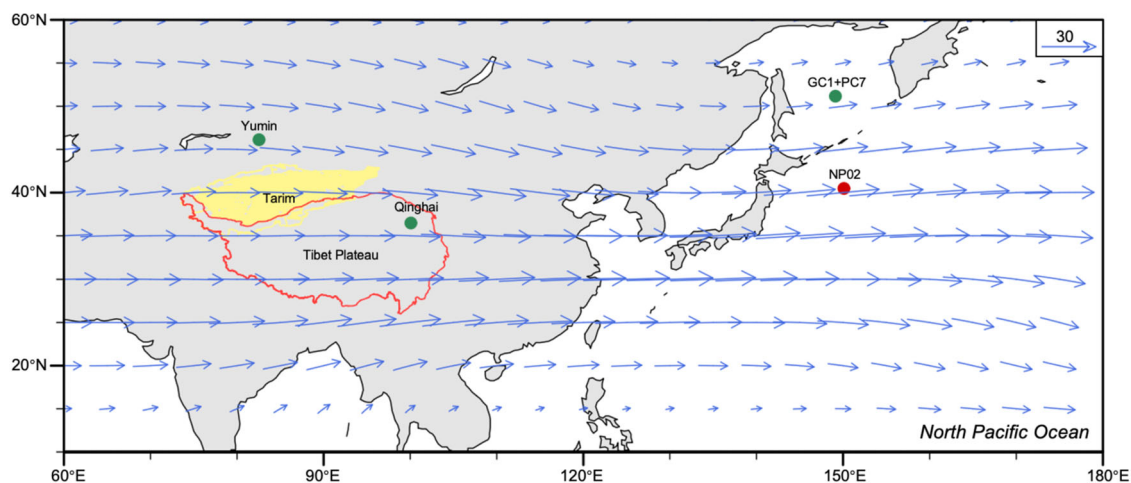 60°N
30
GC1+PC7
Yumin
NP02
40°N
Tarim
Qinghai
Tibet Plateau
20°N
North Pacific Ocean
60°E
90°E
120°E
150°E
180°E